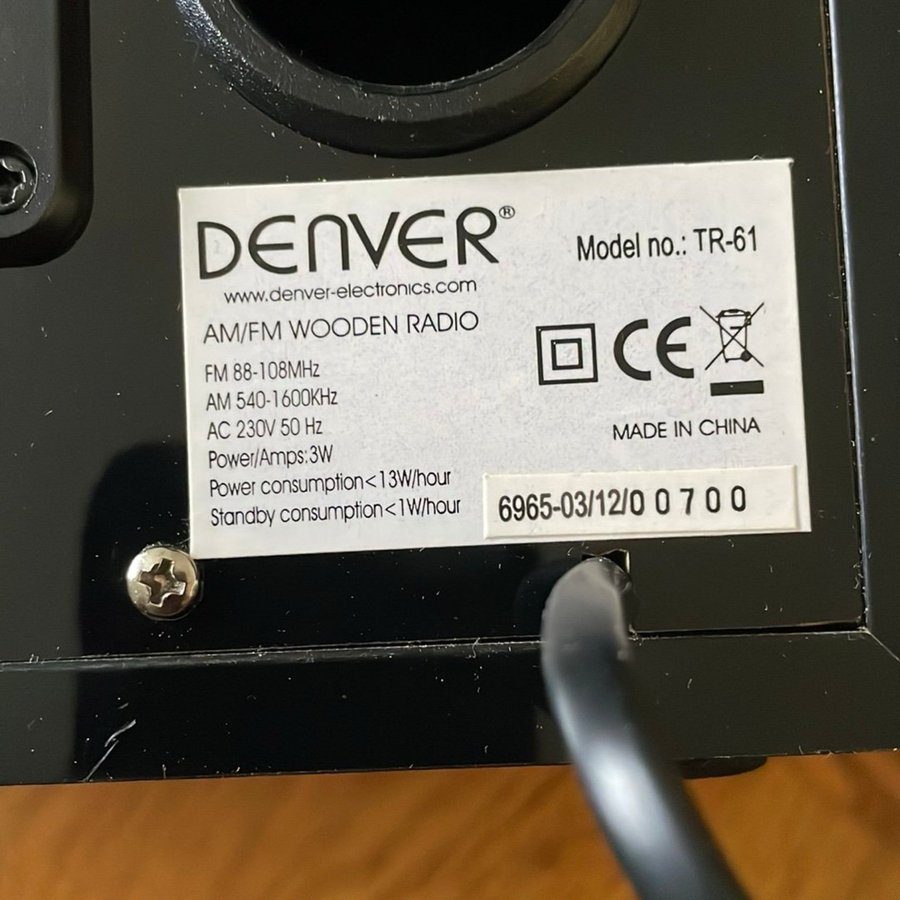 DENVER®
www.denver-electronics.com
Model no.: TR-61
AM/FM WOODEN RADIO
FM 88-108MHz
AM 540-1600KHz
AC 230V 50 Hz
Power/Amps:3W
Power consumption<13W/hour
Standby consumption<1W/hour
CE
MADE IN CHINA
6965-03/12/00700